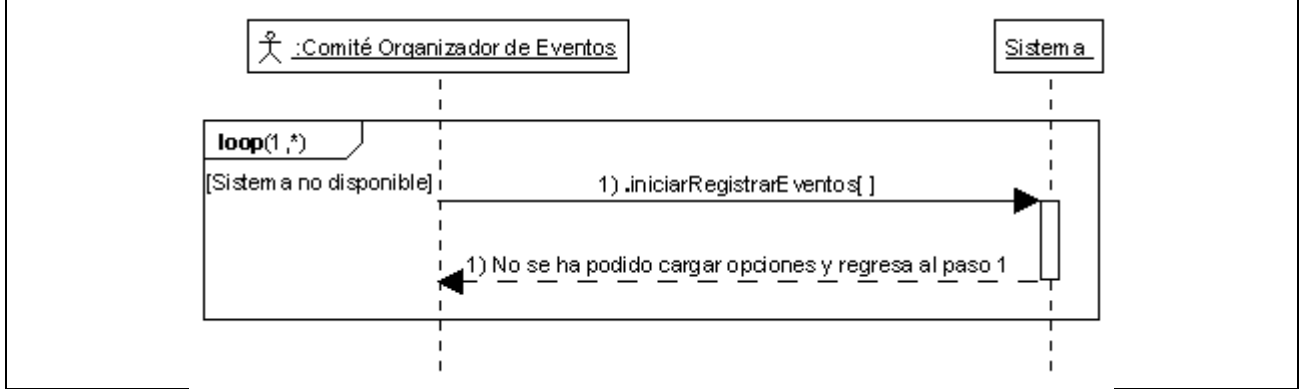 :Comité Organizador de Eventos
Sistema
loop(1,*)
[Sistema no disponible]
1) .iniciarRegistrarEventos[ ]
1) No se ha podido cargar opciones y regresa al paso 1